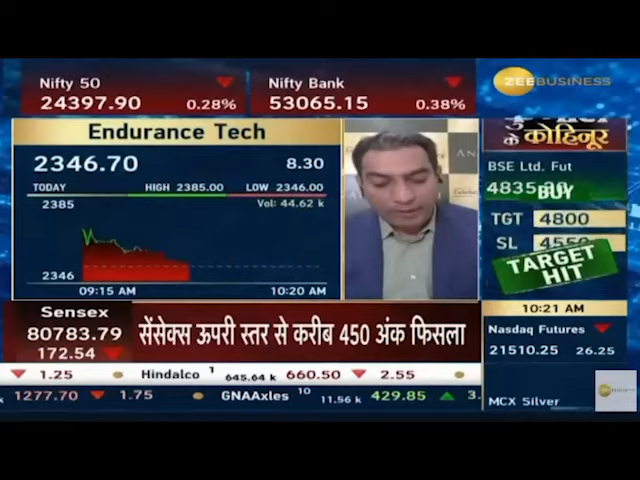 Nifty 50
24397.90 0.28%
Nifty Bank
53065.15 0.38%
ZEE BUSINESS
Endurance Tech
2346.70 8.30
TODAY HIGH 2385.00 LOW 2346.00
2385 Vol: 44.62 k
2346
09:15 AM 10:20 AM
के कोहिनूर
BSE Ltd. Fut
BUY
TGT 4800
SL 4550
TARGET HIT
10:21 AM
Sensex
80783.79
172.54
सेंसेक्स ऊपरी स्तर से करीब 450 अंक फिसला
Nasdaq Futures
21510.25 26.25
MCX Silver
1.25 Hindalco 1 645.64 k 660.50 2.55
1277.70 1.75 GNAAxles 10 11.56 k 429.85 3.